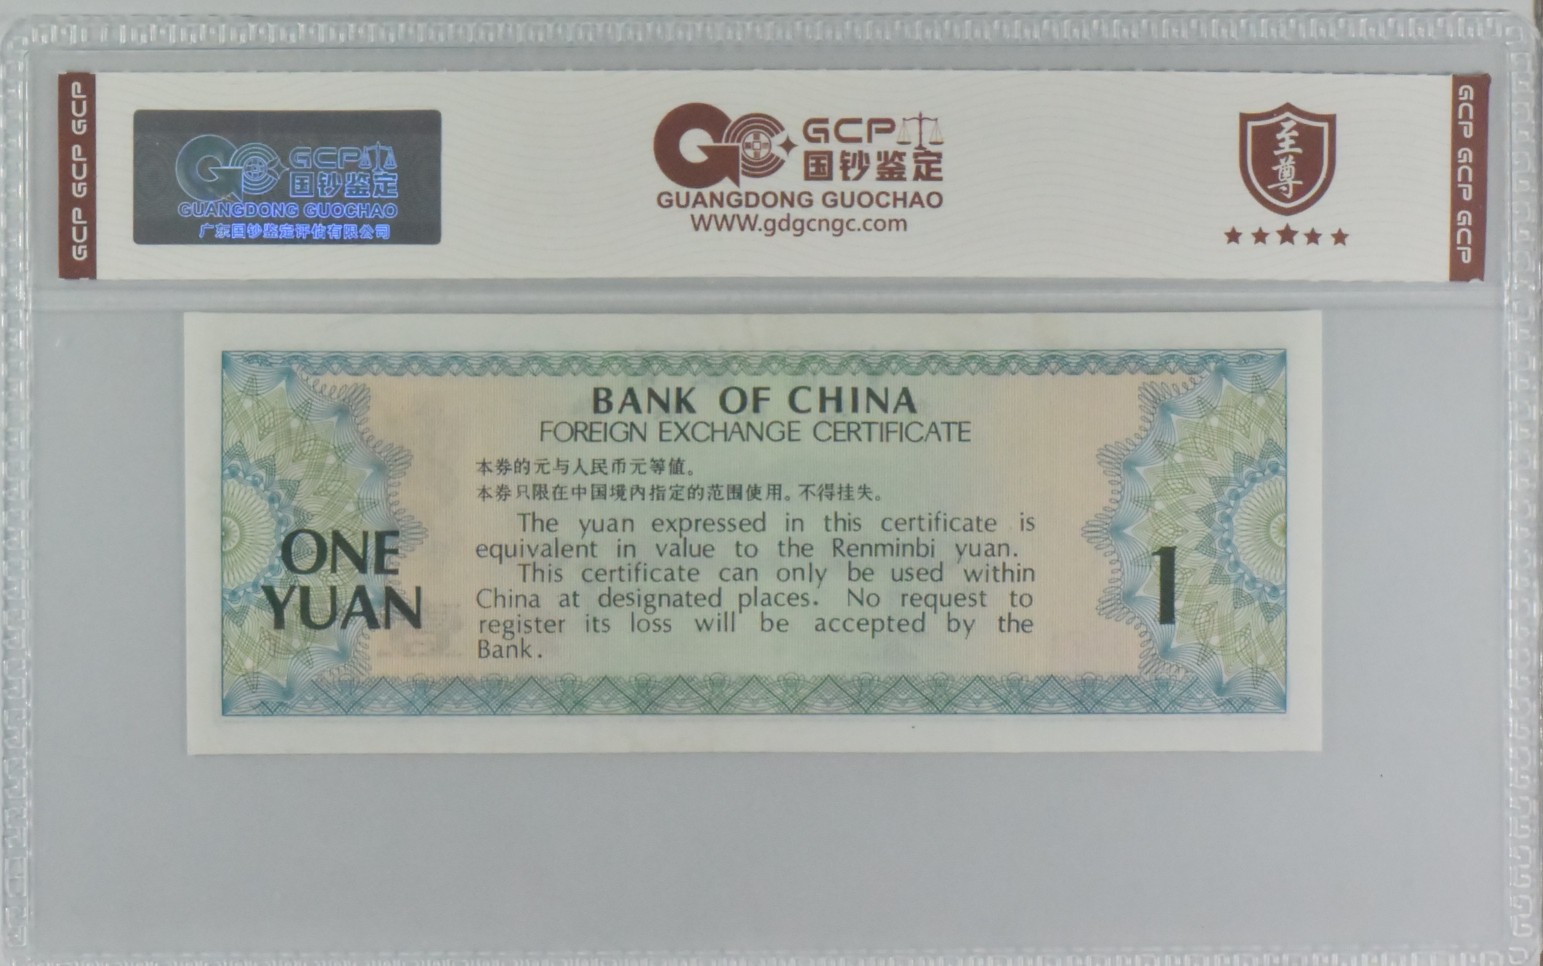 GCP GCP GCP
GCP
国钞鉴定
GUANGDONG GUOCHAO
广东国钞鉴定评估有限公司
GCP
国钞鉴定
GUANGDONG GUOCHAO
WWW.gdgcngc.com
至尊
GCP GCP GCP
BANK OF CHINA
FOREIGN EXCHANGE CERTIFICATE
本券的元与人民币元等值。
本券只限在中国境内指定的范围使用。不得挂失。
The yuan expressed in this certificate is
equivalent in value to the Renminbi yuan.
This certificate can only be used within
China at designated places. No request to
register its loss will be accepted by the
Bank.
ONE
YUAN
1